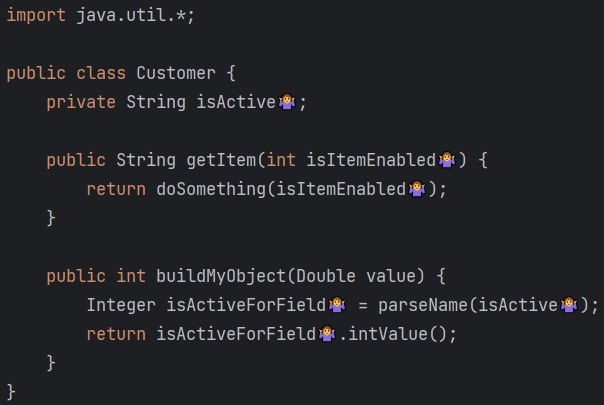 import java.util.*;
public class Customer {
private String isActive🤷‍♀️;
public String getItem(int isItemEnabled🤷‍♀️) {
return doSomething(isItemEnabled🤷‍♀️);
}
public int buildMyObject(Double value) {
Integer isActiveForField🤷‍♀️ = parseName(isActive🤷‍♀️);
return isActiveForField🤷‍♀️.intValue();
}
}